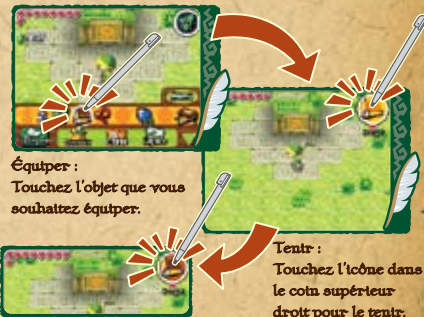 Équiper :
Touchez l'objet que vous
souhaitez équiper.
Tenir :
Touchez l'icône dans
le coin supérieur
droit pour le tenir.